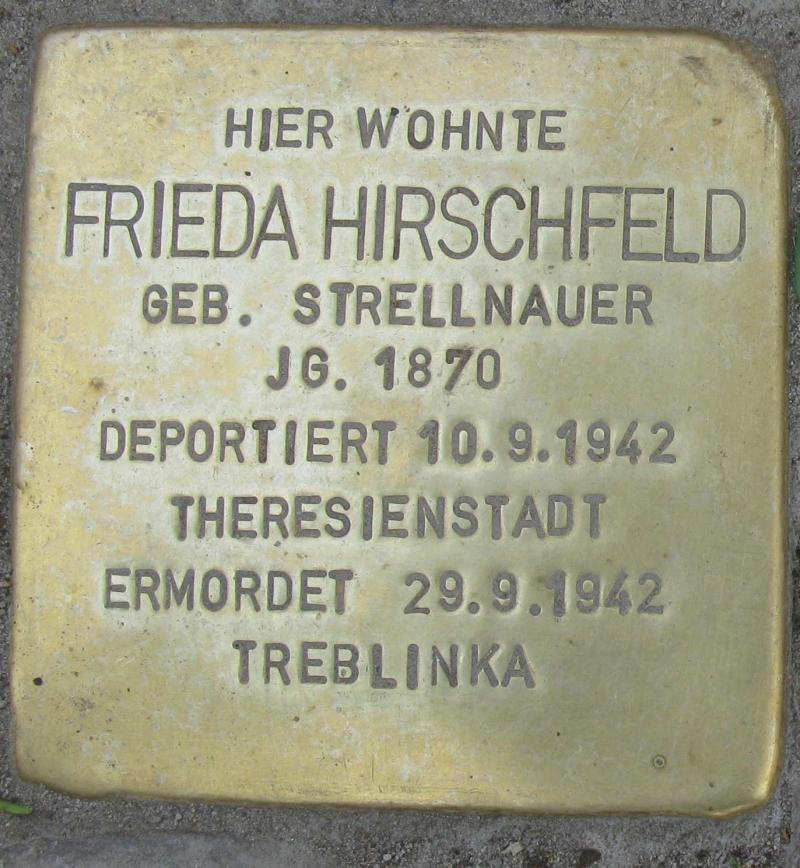 HIER WOHNTE
FRIEDA HIRSCHFELD
GEB. STRELLNAUER
JG. 1870
DEPORTIERT 10.9.1942
THERESIENSTADT
ERMORDET 29.9.1942
TREBLINKA